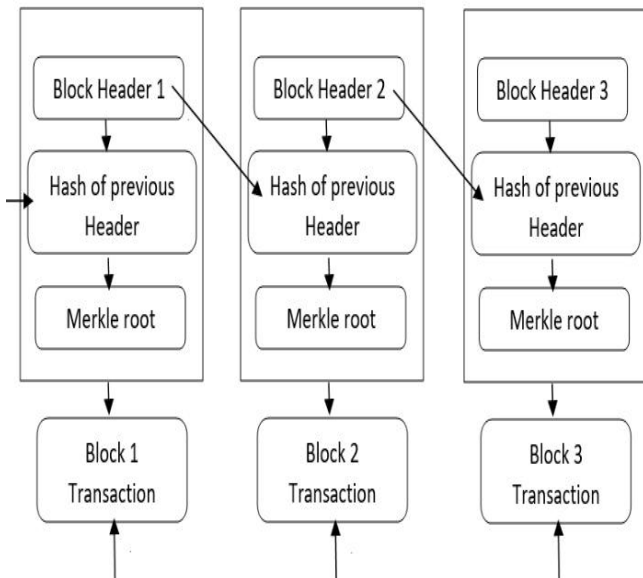 Block Header 1
Hash of previous
Header
Merkle root
Block 1
Transaction
Block Header 2
Hash of previous
Header
Merkle root
Block 2
Transaction
Block Header 3
Hash of previous
Header
Merkle root
Block 3
Transaction